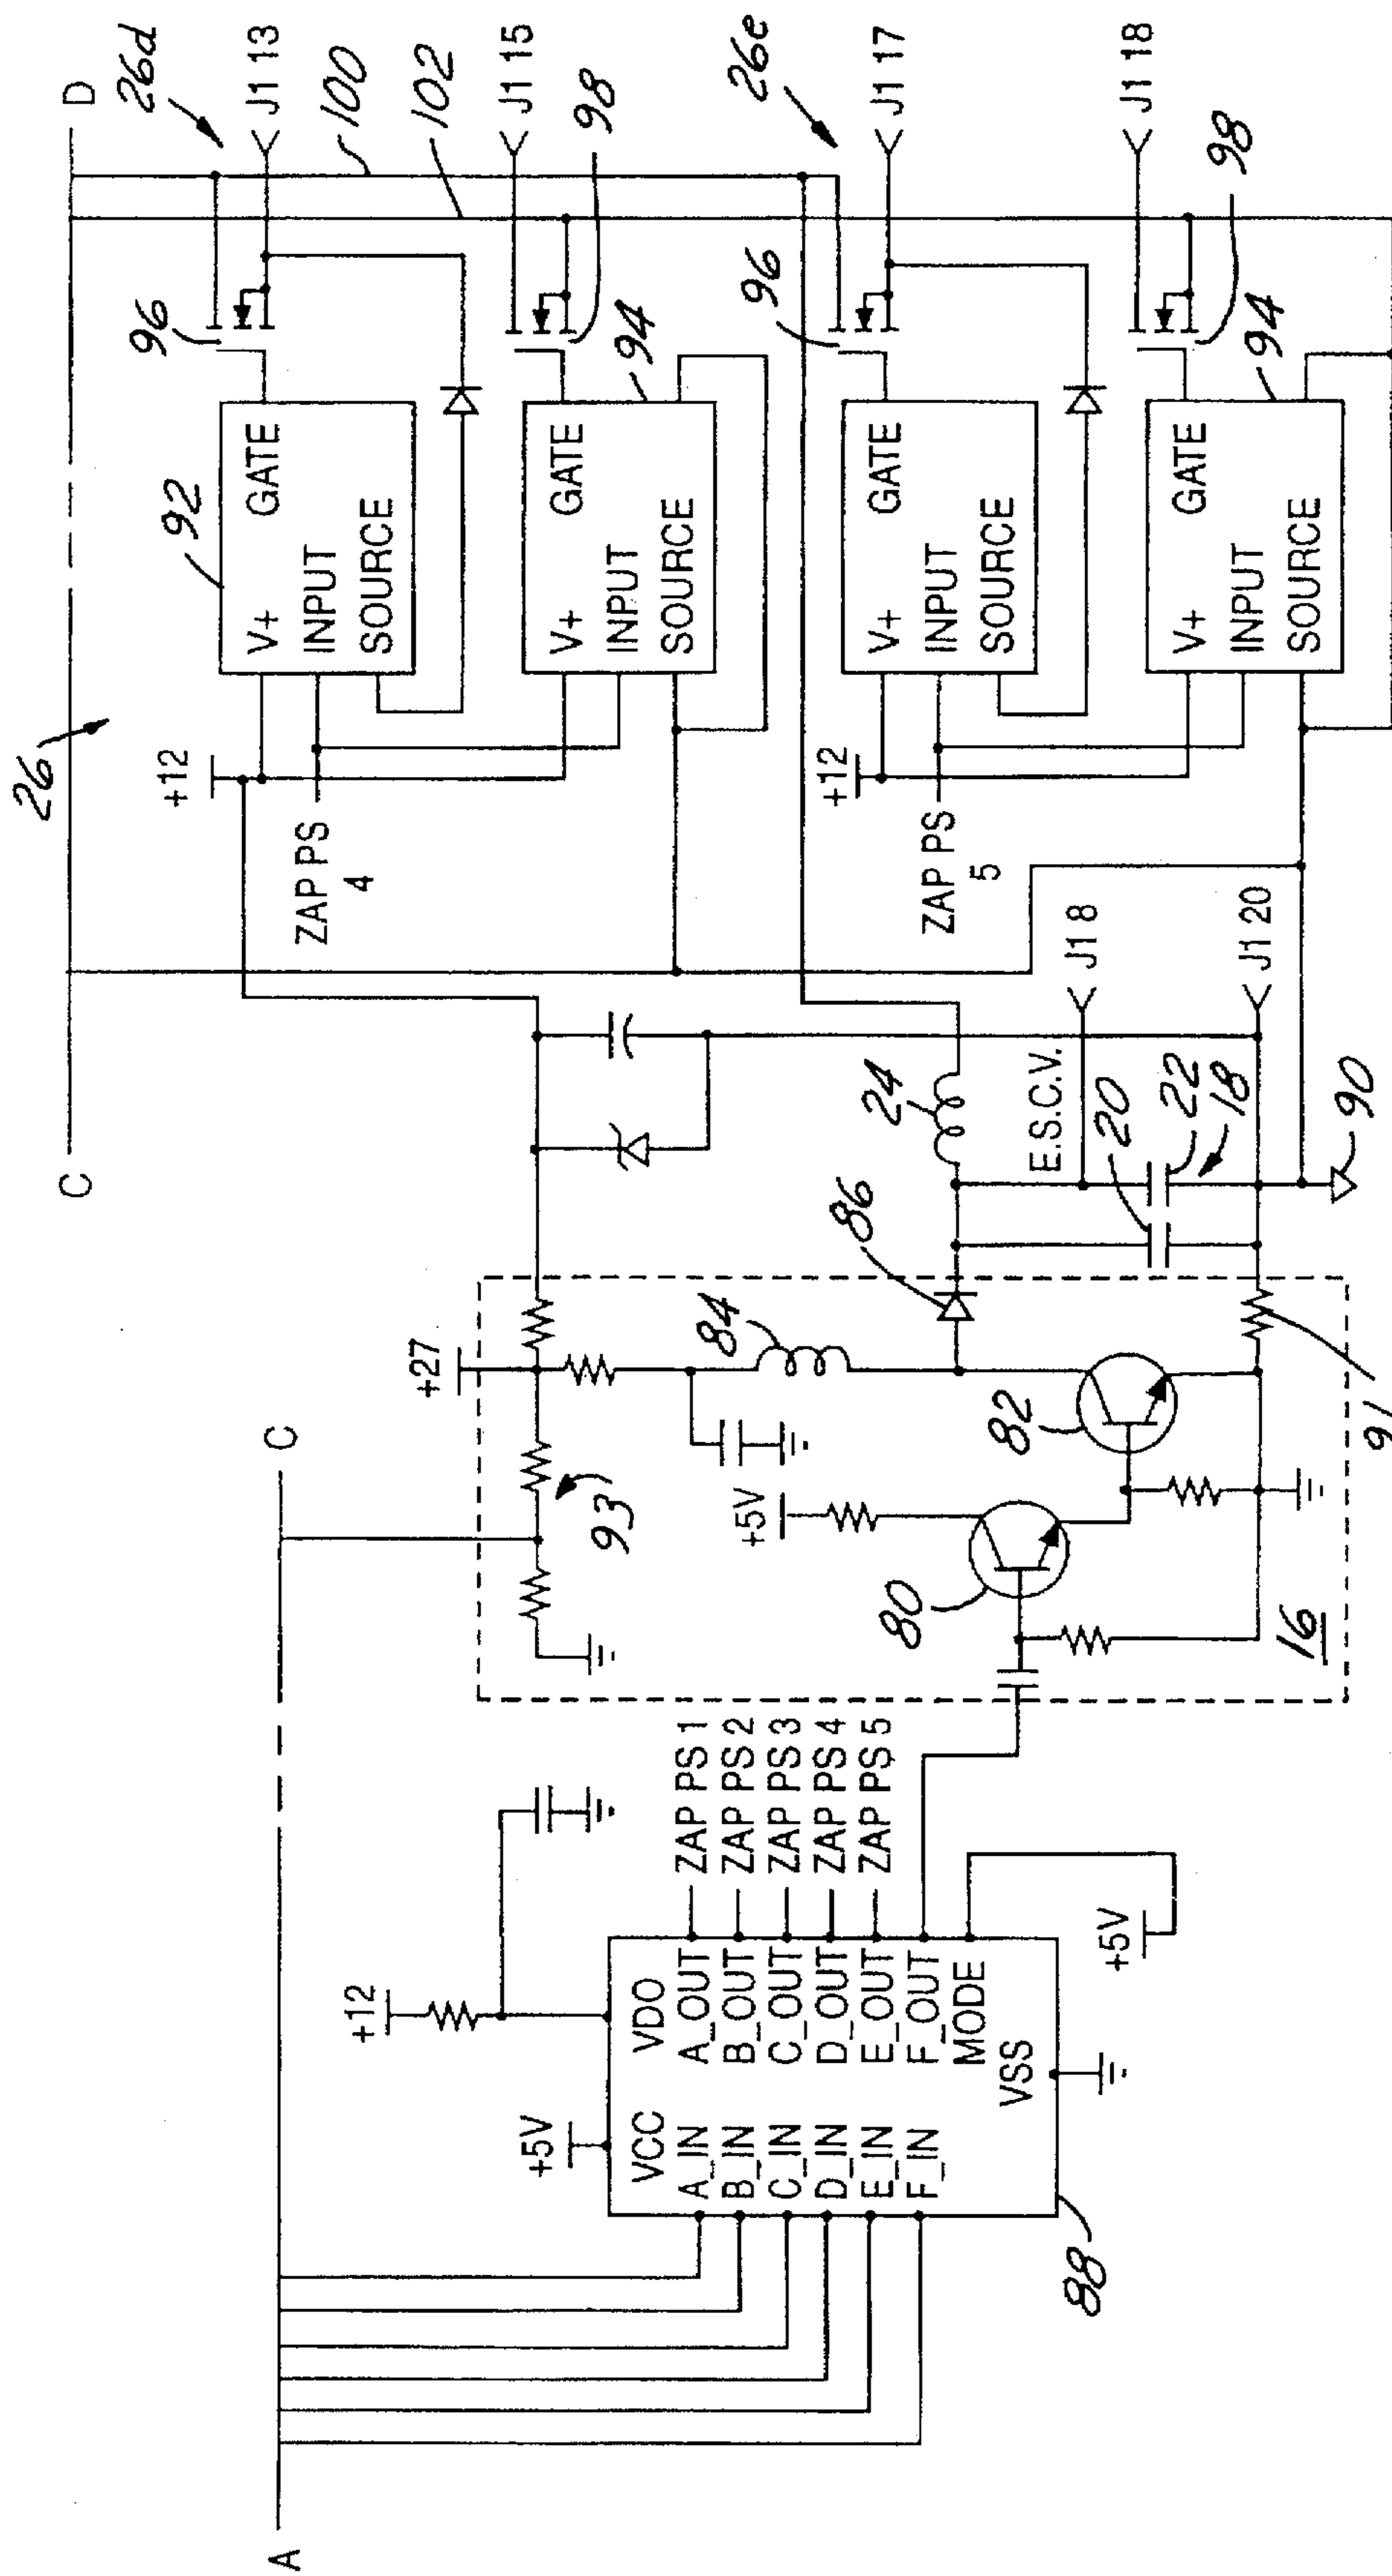 A
C
C
D
26
26d
J1 13
100
102
J1 15
98
26e
J1 17
J1 18
98
+12
92
V+
GATE
INPUT
SOURCE
96
ZAP PS
4
V+
GATE
INPUT
SOURCE
94
+12
V+
GATE
INPUT
SOURCE
96
ZAP PS
5
V+
GATE
INPUT
SOURCE
94
+27
93
84
86
24
E.S.C.V.
J1 8
J1 20
20
22
18
90
91
+5V
80
82
16
+12
+5V
VCC
VDO
A_IN
A_OUT
ZAP PS 1
B_IN
B_OUT
ZAP PS 2
C_IN
C_OUT
ZAP PS 3
D_IN
D_OUT
ZAP PS 4
E_IN
E_OUT
ZAP PS 5
F_IN
F_OUT
MODE
VSS
+5V
88